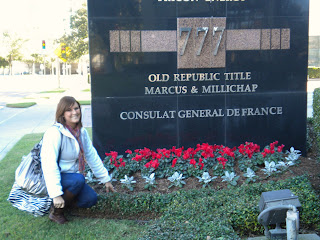 777
OLD REPUBLIC TITLE
MARCUS & MILLICHAP
CONSULAT GENERAL DE FRANCE